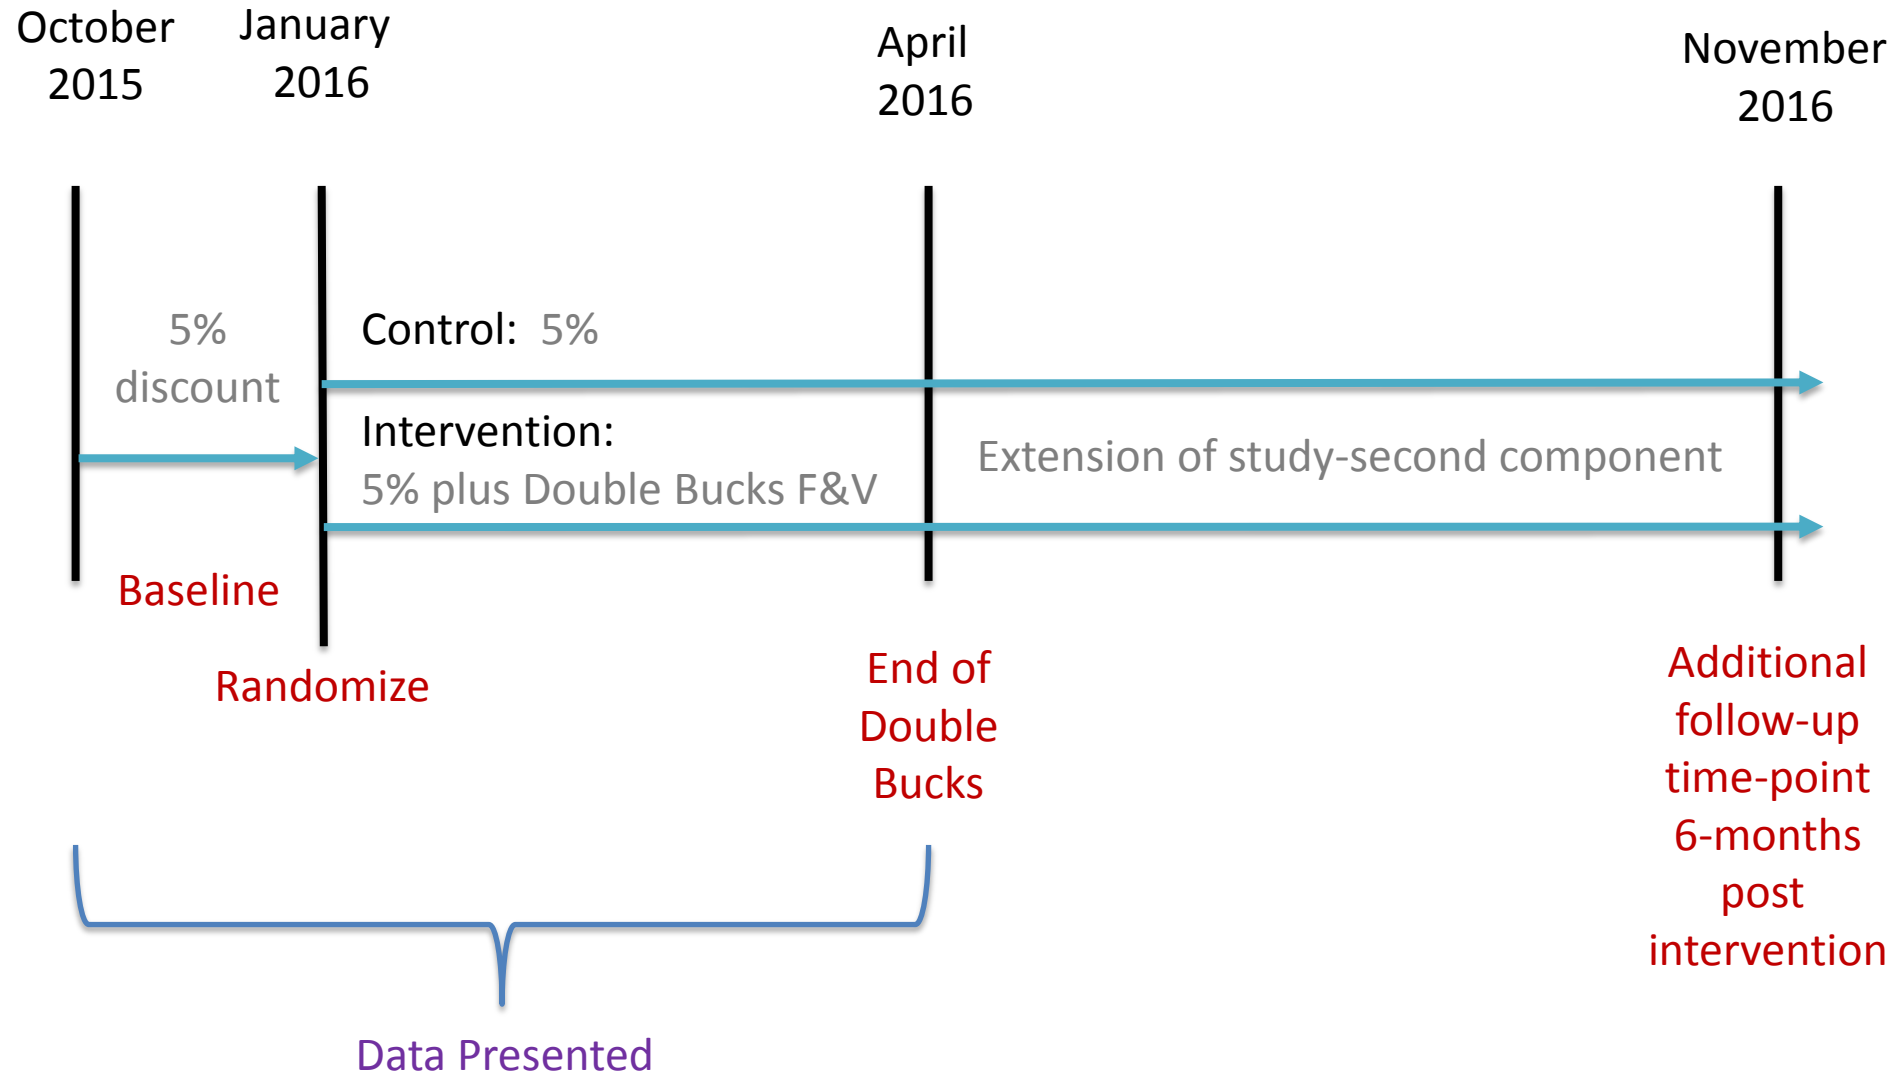 October
2015
January
2016
April
2016
November
2016
5%
discount
Control: 5%
Intervention:
5% plus Double Bucks F&V
Extension of study-second component
Baseline
Randomize
End of
Double
Bucks
Additional
follow-up
time-point
6-months
post
intervention
Data Presented